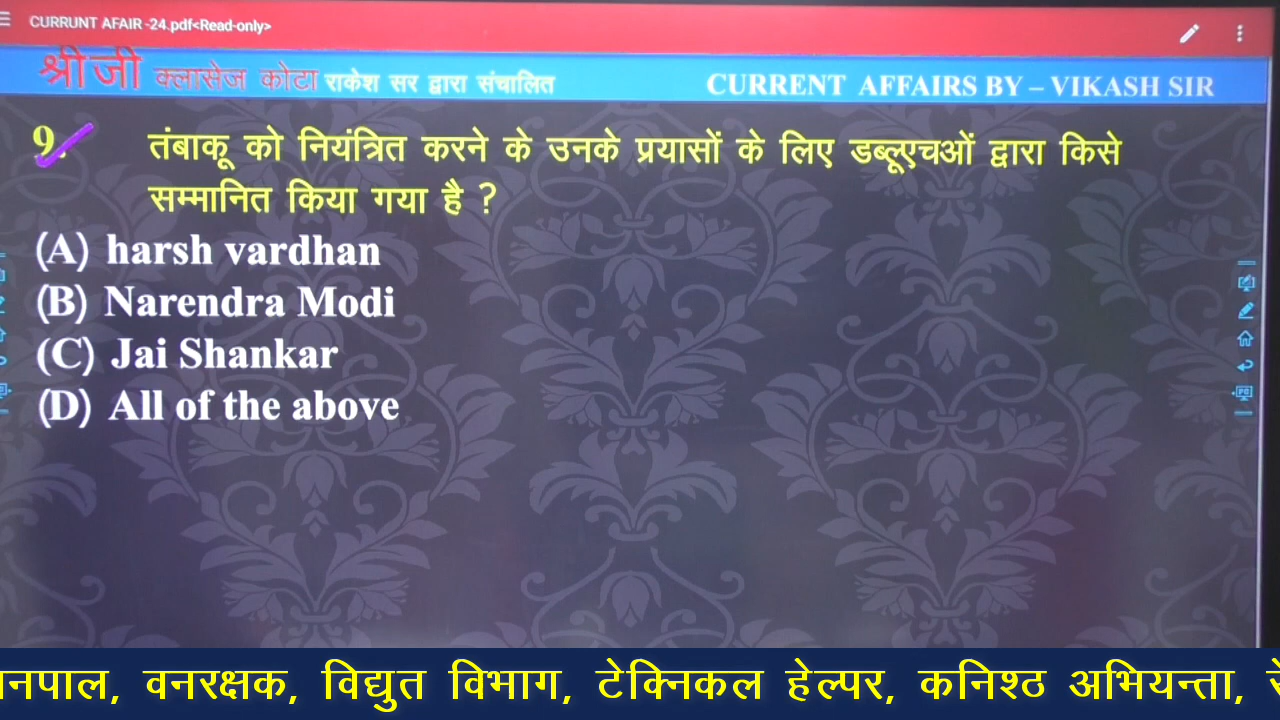 CURRUNT AFAIR -24.pdf<Read-only>
श्रीजी क्लासेज कोटा राकेश सर द्वारा संचालित CURRENT AFFAIRS BY – VIKASH SIR
9. तंबाकू को नियंत्रित करने के उनके प्रयासों के लिए डब्लूएचओं द्वारा किसे
सम्मानित किया गया है ?
(A) harsh vardhan
(B) Narendra Modi
(C) Jai Shankar
(D) All of the above
नपाल, वनरक्षक, विद्युत विभाग, टेक्निकल हेल्पर, कनिश्ठ अभियन्ता,